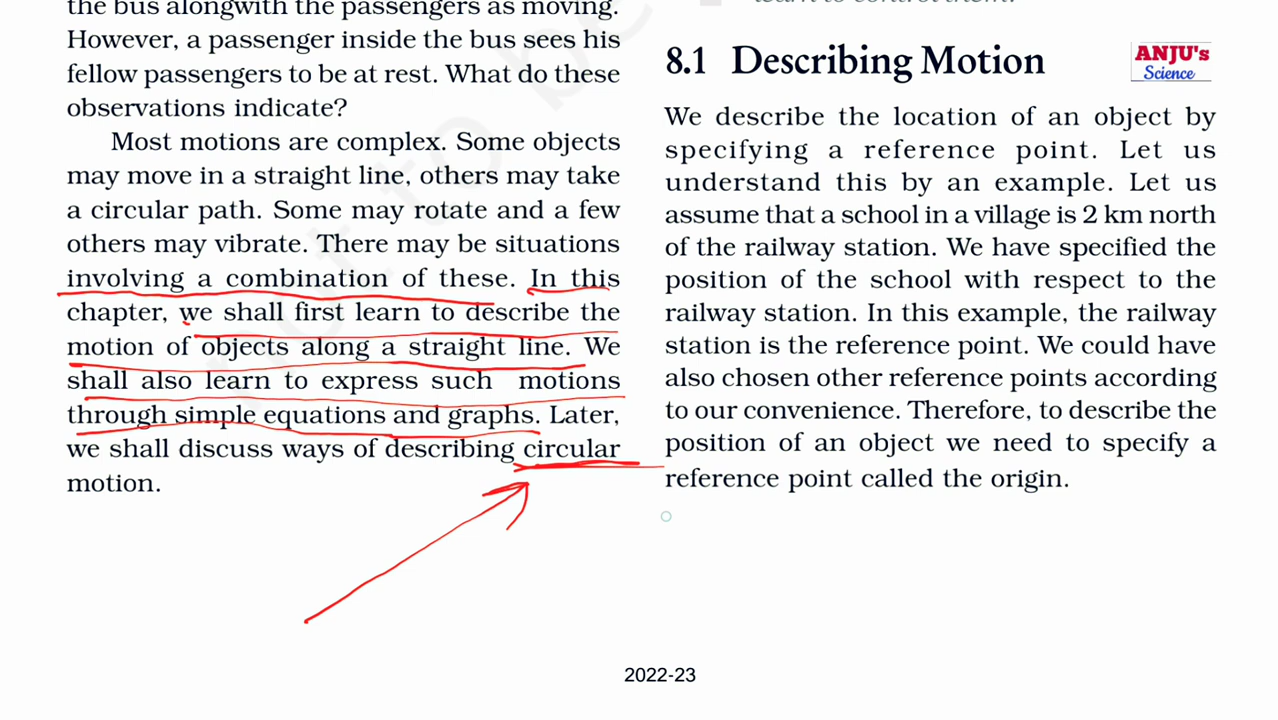 the bus alongwith the passengers as moving.
However, a passenger inside the bus sees his
fellow passengers to be at rest. What do these
observations indicate?
Most motions are complex. Some objects
may move in a straight line, others may take
a circular path. Some may rotate and a few
others may vibrate. There may be situations
involving a combination of these. In this
chapter, we shall first learn to describe the
motion of objects along a straight line. We
shall also learn to express such motions
through simple equations and graphs. Later,
we shall discuss ways of describing circular
motion.
learn to control them.
8.1 Describing Motion
ANJU's
Science
We describe the location of an object by
specifying a reference point. Let us
understand this by an example. Let us
assume that a school in a village is 2 km north
of the railway station. We have specified the
position of the school with respect to the
railway station. In this example, the railway
station is the reference point. We could have
also chosen other reference points according
to our convenience. Therefore, to describe the
position of an object we need to specify a
reference point called the origin.
not to be
2022-23